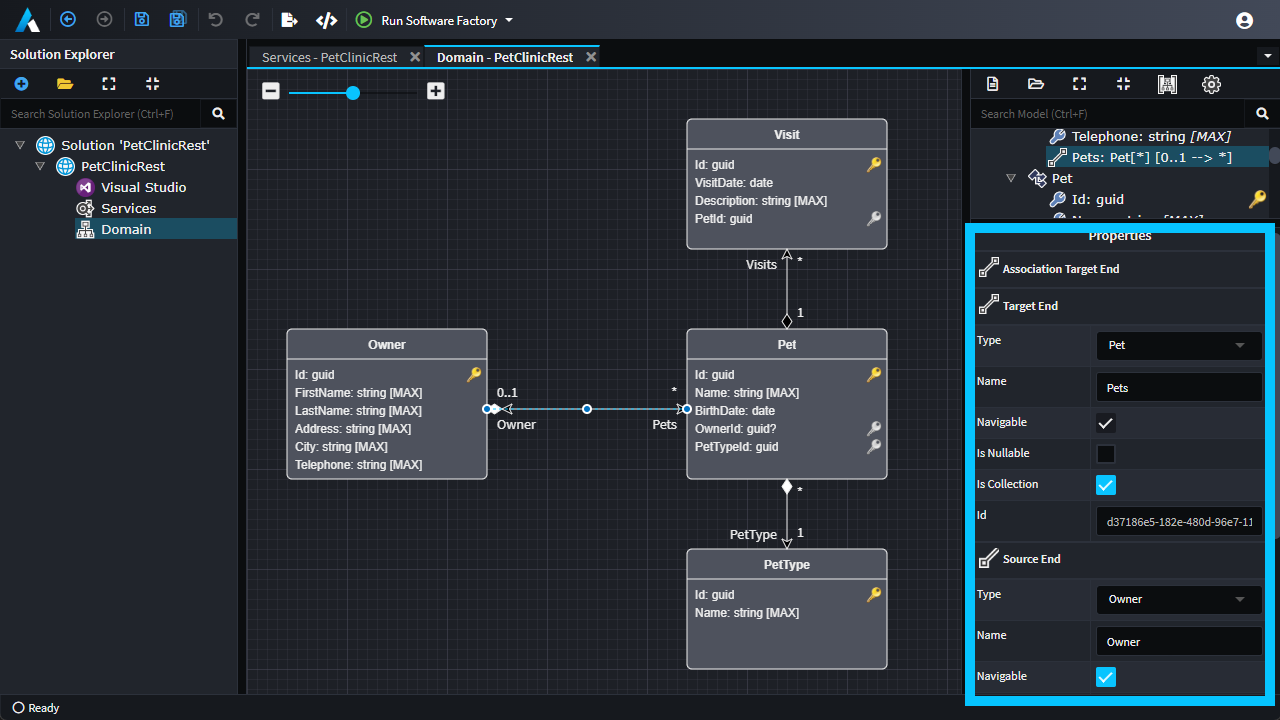 Run Software Factory
Solution Explorer
Search Solution Explorer (Ctrl+F)
Solution 'PetClinicRest'
PetClinicRest
Visual Studio
Services
Domain
Services - PetClinicRest
Domain - PetClinicRest
Visit
Id: guid
VisitDate: date
Description: string [MAX]
PetId: guid
Visits
*
1
Owner
Id: guid
FirstName: string [MAX]
LastName: string [MAX]
Address: string [MAX]
City: string [MAX]
Telephone: string [MAX]
0..1
Owner
*
Pets
Pet
Id: guid
Name: string [MAX]
BirthDate: date
OwnerId: guid?
PetTypeId: guid
*
PetType
1
PetType
Id: guid
Name: string [MAX]
Search Model (Ctrl+F)
Telephone: string [MAX]
Pets: Pet[*] [0..1 --> *]
Pet
Id: guid
Properties
Association Target End
Target End
Type
Pet
Name
Pets
Navigable
Is Nullable
Is Collection
Id
d37186e5-182e-480d-96e7-11
Source End
Type
Owner
Name
Owner
Navigable
Ready